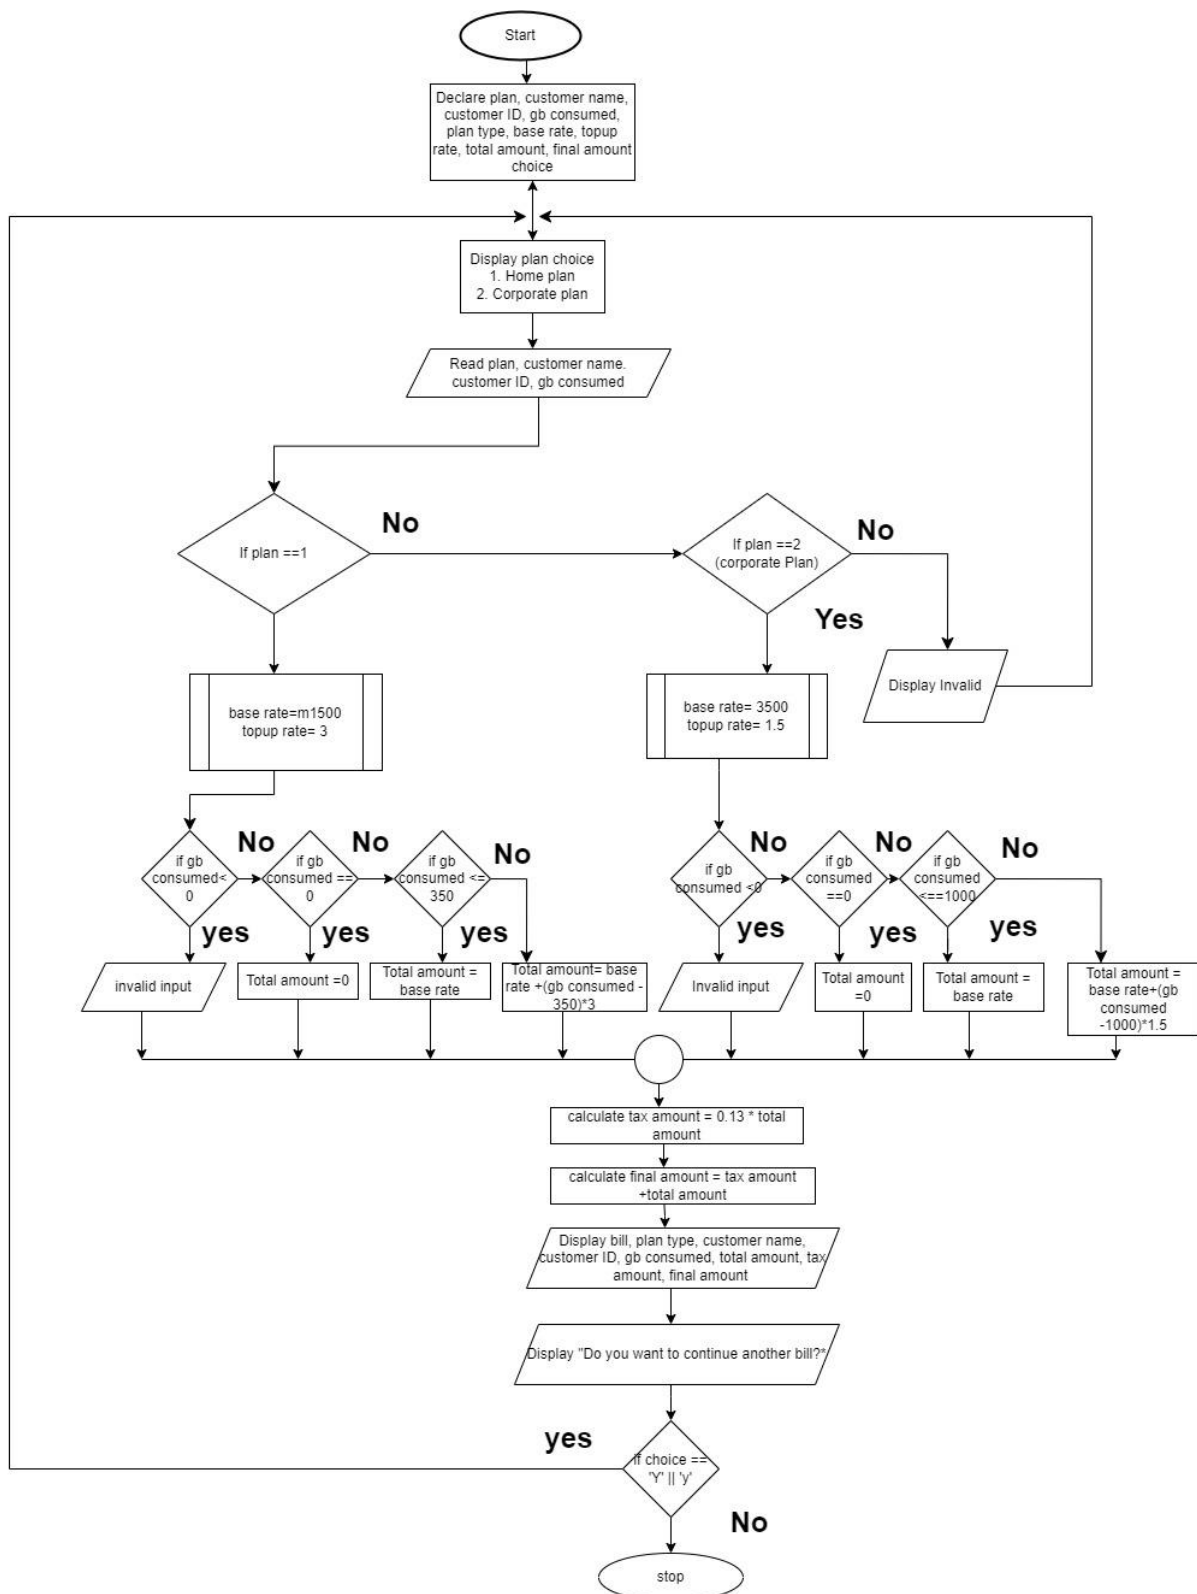 Start
Declare plan, customer name,
customer ID, gb consumed,
plan type, base rate, topup
rate, total amount, final amount
choice
Display plan choice
1. Home plan
2. Corporate plan
Read plan, customer name.
customer ID, gb consumed
If plan ==1
No
If plan ==2
(corporate Plan)
No
Yes
Display Invalid
base rate=m1500
topup rate= 3
base rate= 3500
topup rate= 1.5
if gb
consumed<
0
No
if gb
consumed ==
0
No
if gb
consumed <=
350
No
if gb
consumed <0
No
if gb
consumed
==0
No
if gb
consumed
<==1000
No
yes
yes
yes
yes
yes
yes
invalid input
Total amount =0
Total amount =
base rate
Total amount= base
rate +(gb consumed -
350)*3
Invalid input
Total amount
=0
Total amount =
base rate
Total amount =
base rate+(gb
consumed
-1000)*1.5
calculate tax amount = 0.13 * total
amount
calculate final amount = tax amount
+total amount
Display bill, plan type, customer name,
customer ID, gb consumed, total amount, tax
amount, final amount
Display "Do you want to continue another bill?*
yes
if choice ==
'Y' || 'y'
No
stop